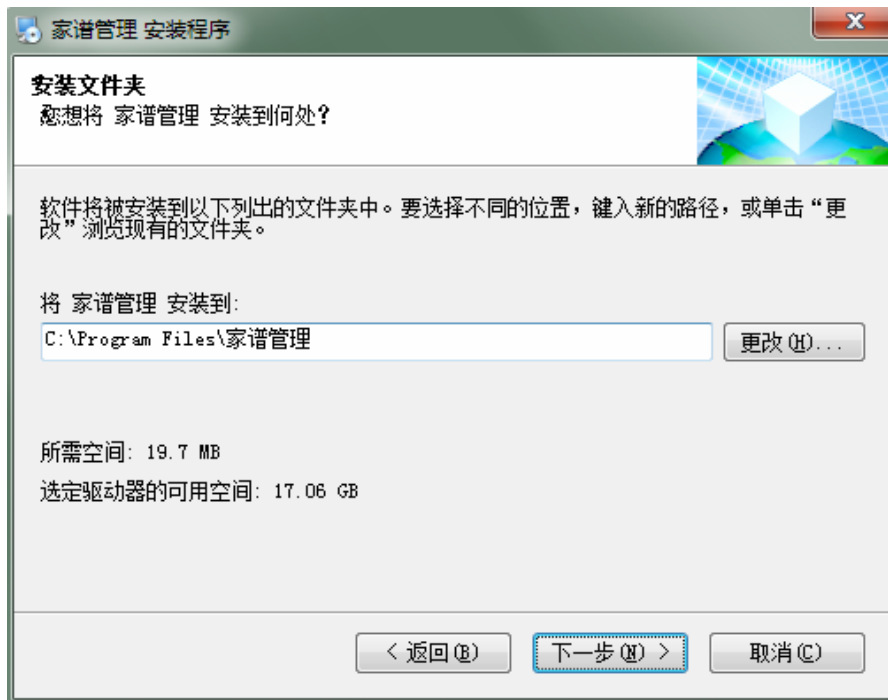 家谱管理 安装程序
安装文件夹
您想将 家谱管理 安装到何处?
软件将被安装到以下列出的文件夹中。要选择不同的位置，键入新的路径，或单击“更
改”浏览现有的文件夹。
将 家谱管理 安装到:
C:\Program Files\家谱管理
更改(H)...
所需空间: 19.7 MB
选定驱动器的可用空间: 17.06 GB
< 返回(B)
下一步(N) >
取消(C)